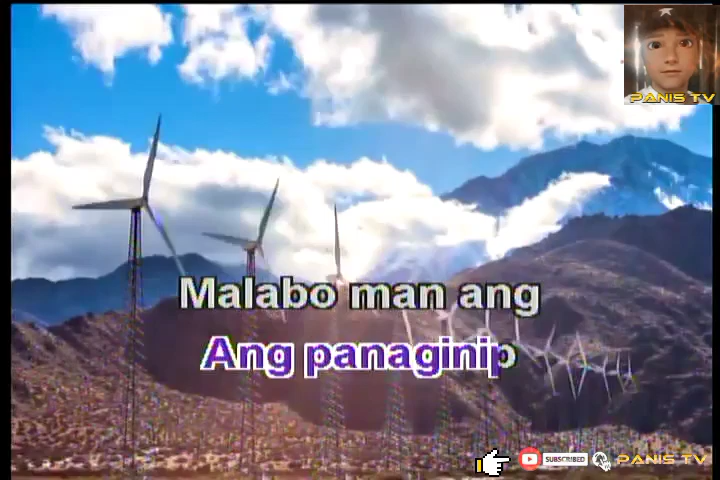 PANIS TV
Malabo man ang
Ang panaginip
SUBSCRIBED
PANIS TV